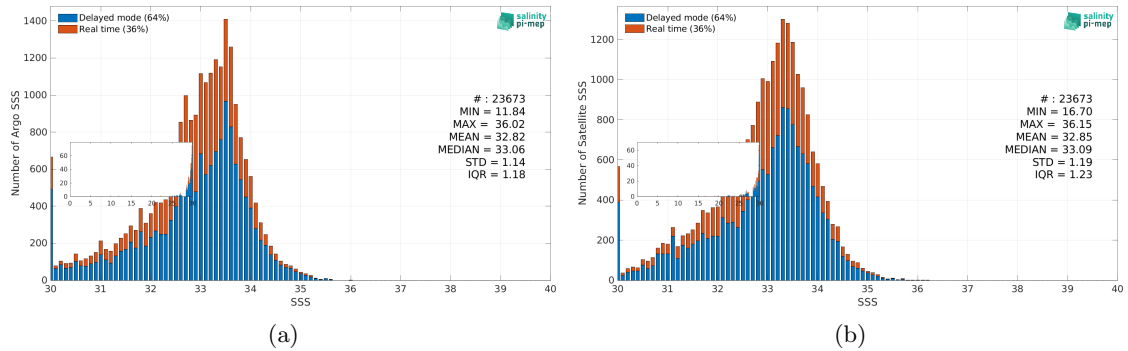 Delayed mode (64%)
Real time (36%)
salinity
pi-mep
1400
1200
1000
800
600
400
200
0
Number of Argo SSS
# : 23673
MIN = 11.84
MAX = 36.02
MEAN = 32.82
MEDIAN = 33.06
STD = 1.14
IQR = 1.18
60
40
20
0
0 5 10 15 20 25 30
30 31 32 33 34 35 36 37 38 39 40
SSS
(a)
Delayed mode (64%)
Real time (36%)
salinity
pi-mep
1200
1000
800
600
400
200
0
Number of Satellite SSS
# : 23673
MIN = 16.70
MAX = 36.15
MEAN = 32.85
MEDIAN = 33.09
STD = 1.19
IQR = 1.23
60
40
20
0
0 5 10 15 20 25 30
30 31 32 33 34 35 36 37 38 39 40
SSS
(b)